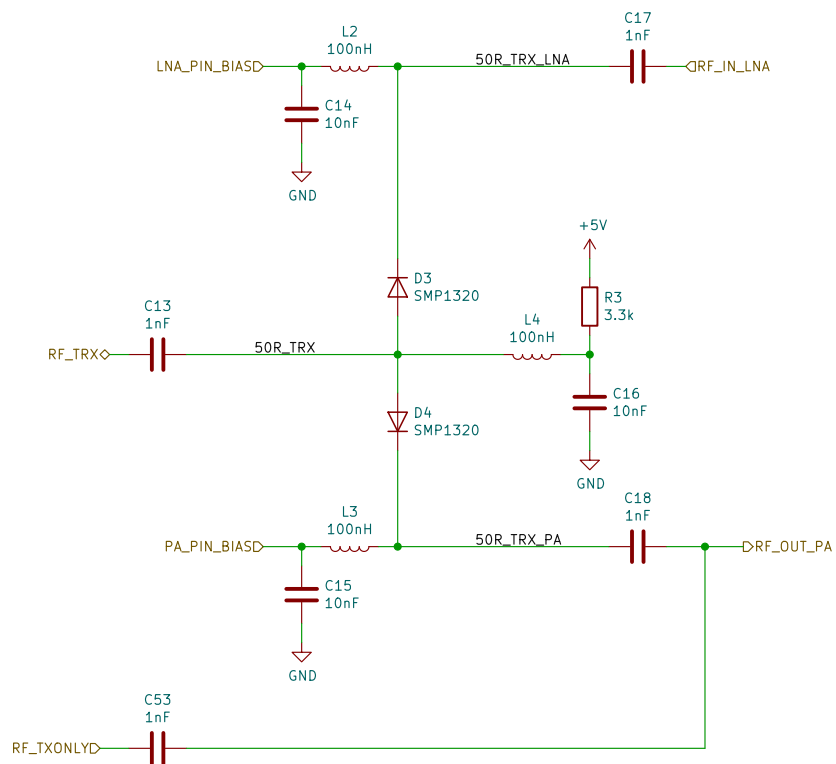 C17
1nF
L2
100nH
LNA_PIN_BIAS
50R_TRX_LNA
RF_IN_LNA
C14
10nF
GND
+5V
D3
SMP1320
R3
3.3k
C13
1nF
L4
100nH
RF_TRX
50R_TRX
D4
SMP1320
C16
10nF
GND
C18
1nF
L3
100nH
PA_PIN_BIAS
50R_TRX_PA
RF_OUT_PA
C15
10nF
GND
C53
1nF
RF_TXONLY